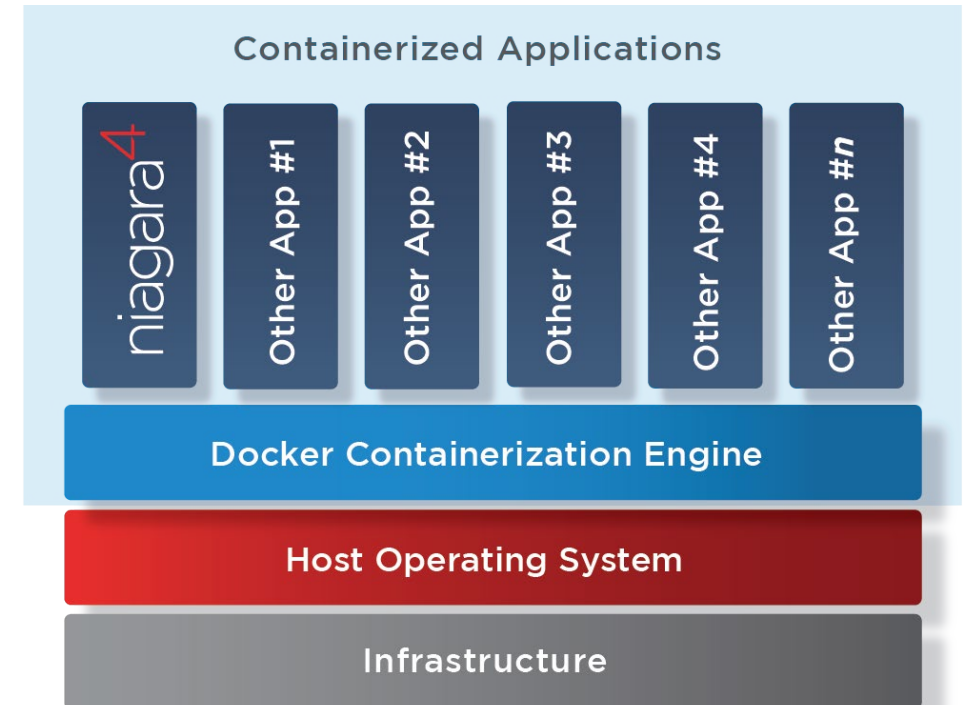 Containerized Applications
niagara4
Other App #1
Other App #2
Other App #3
Other App #4
Other App #n
Docker Containerization Engine
Host Operating System
Infrastructure